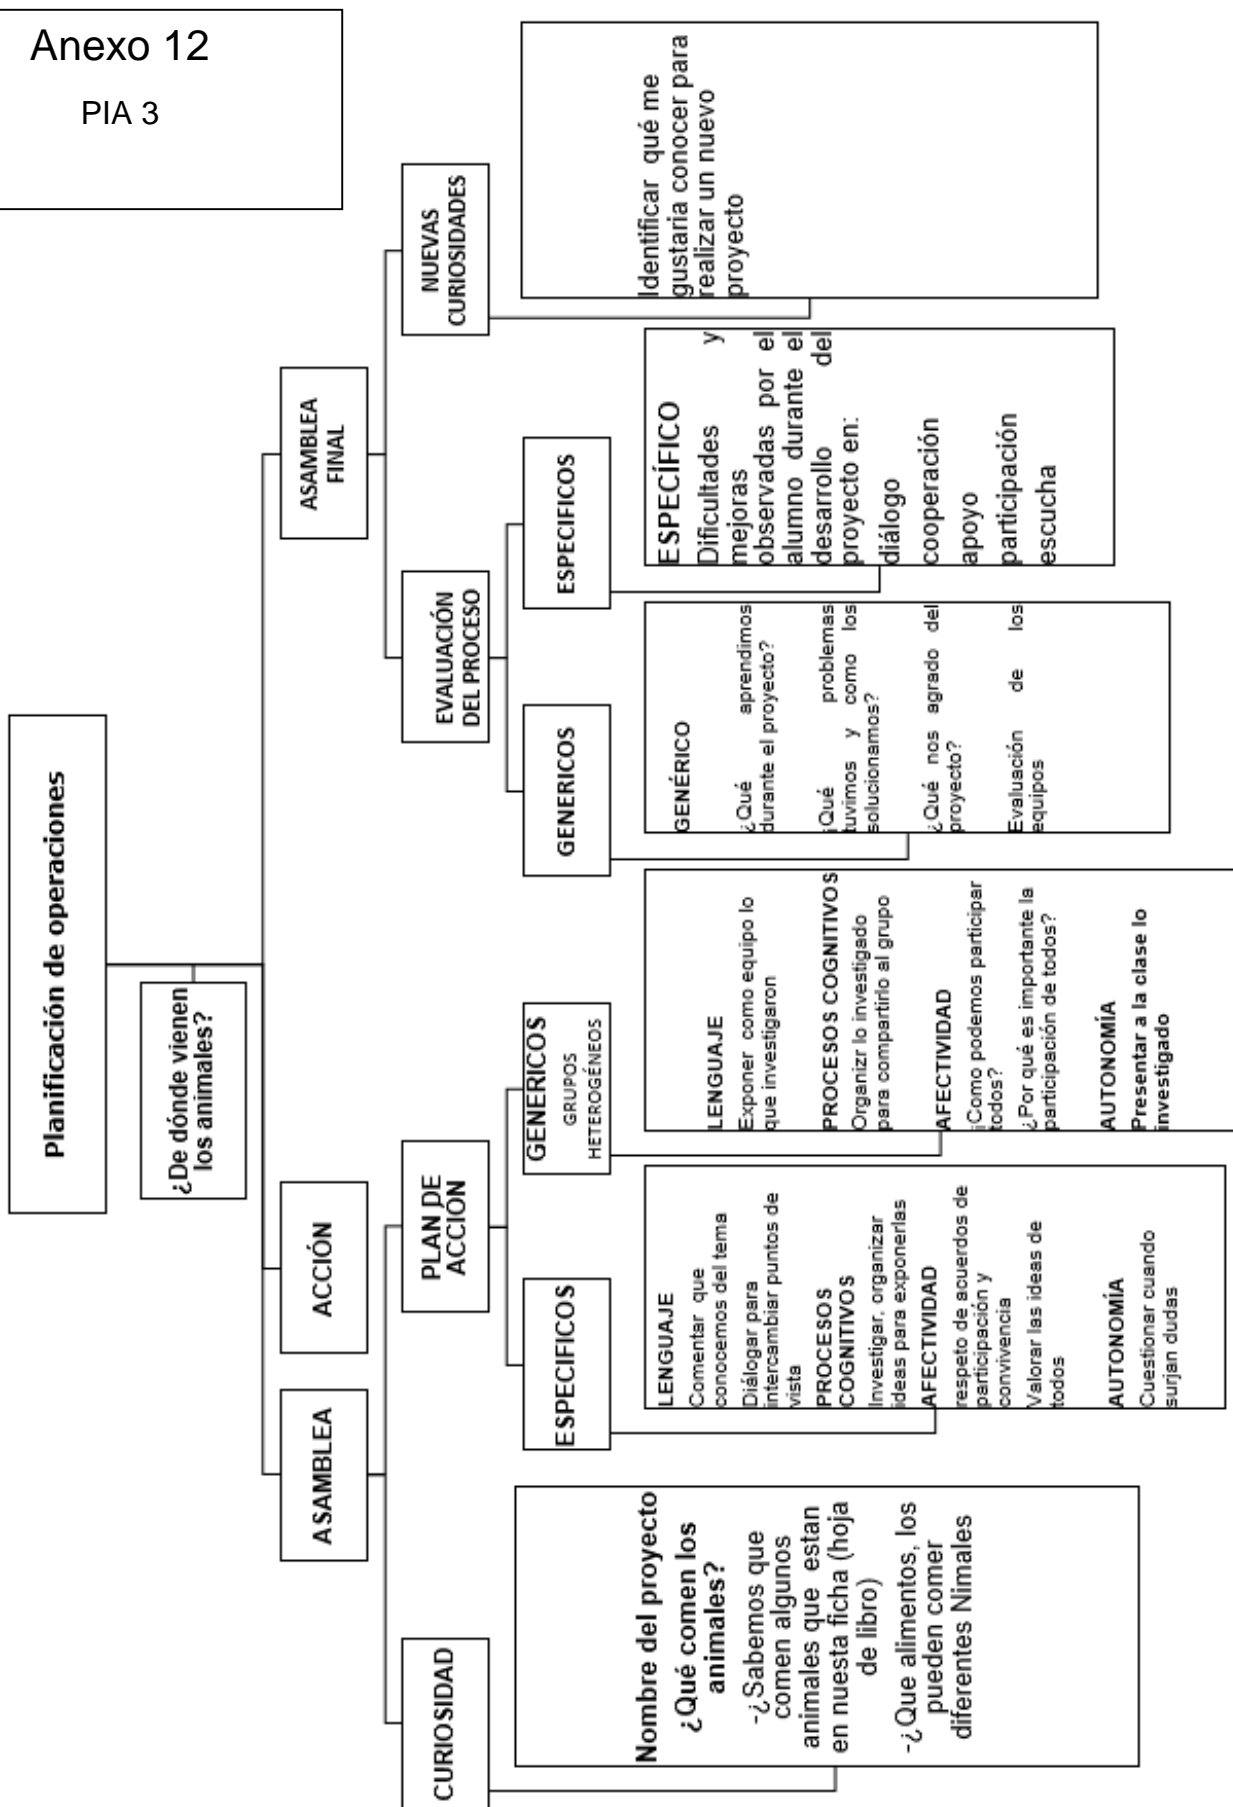 Anexo 12
PIA 3
Planificación de operaciones
¿De dónde vienen
los animales?
ASAMBLEA
ACCIÓN
ASAMBLEA
FINAL
CURIOSIDAD
PLAN DE
ACCIÓN
EVALUACIÓN
DEL PROCESO
NUEVAS
CURIOSIDADES
ESPECIFICOS
GENERICOS
GRUPOS
HETEROGÉNEOS
GENERICOS
ESPECIFICOS
Nombre del proyecto
¿Qué comen los
animales?
-¿Sabemos que
comen algunos
animales que estan
en nuesta ficha (hoja
de libro)
-¿Que alimentos, los
pueden comer
diferentes Nimales
LENGUAJE
Comentar que
conocemos del tema
Diálogar para
intercambiar puntos de
vista
PROCESOS
COGNITIVOS
Investigar, organizar
ideas para exponerlas
AFECTIVIDAD
respeto de acuerdos de
participación y
convivencia
Valorar las ideas de
todos
AUTONOMÍA
Cuestionar cuando
surjan dudas
LENGUAJE
Exponer como equipo lo
que investigaron
PROCESOS COGNITIVOS
Organizr lo investigado
para compartirlo al grupo
AFECTIVIDAD
¡Como podemos participar
todos?
¿Por qué es importante la
participación de todos?
AUTONOMÍA
Presentar a la clase lo
investigado
GENÉRICO
¿Qué aprendimos
durante el proyecto?
¡Qué problemas
tuvimos y como los
solucionamos?
¿Qué nos agrado del
proyecto?
Evaluación de los
equipos
ESPECÍFICO
Dificultades y
mejoras
observadas por el
alumno durante el
desarrollo del
proyecto en:
diálogo
cooperación
apoyo
participación
escucha
Identificar qué me
gustaria conocer para
realizar un nuevo
proyecto